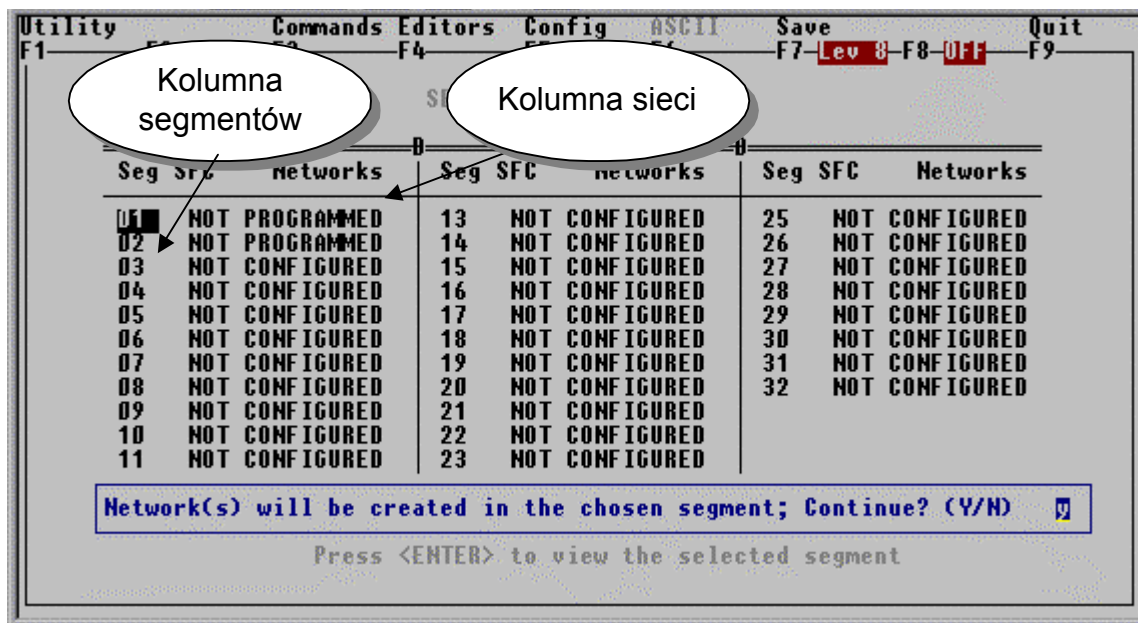 Utility Commands Editors Config ASCII Save Quit
F1 F4 F7 Lev 8 F8 OFF F9
Kolumna
segmentów
Kolumna sieci
Seg SFC Networks Seg SFC Networks Seg SFC Networks
01 NOT PROGRAMMED 13 NOT CONFIGURED 25 NOT CONFIGURED
02 NOT PROGRAMMED 14 NOT CONFIGURED 26 NOT CONFIGURED
03 NOT CONFIGURED 15 NOT CONFIGURED 27 NOT CONFIGURED
04 NOT CONFIGURED 16 NOT CONFIGURED 28 NOT CONFIGURED
05 NOT CONFIGURED 17 NOT CONFIGURED 29 NOT CONFIGURED
06 NOT CONFIGURED 18 NOT CONFIGURED 30 NOT CONFIGURED
07 NOT CONFIGURED 19 NOT CONFIGURED 31 NOT CONFIGURED
08 NOT CONFIGURED 20 NOT CONFIGURED 32 NOT CONFIGURED
09 NOT CONFIGURED 21 NOT CONFIGURED
10 NOT CONFIGURED 22 NOT CONFIGURED
11 NOT CONFIGURED 23 NOT CONFIGURED
Network(s) will be created in the chosen segment; Continue? (Y/N) y
Press <ENTER> to view the selected segment